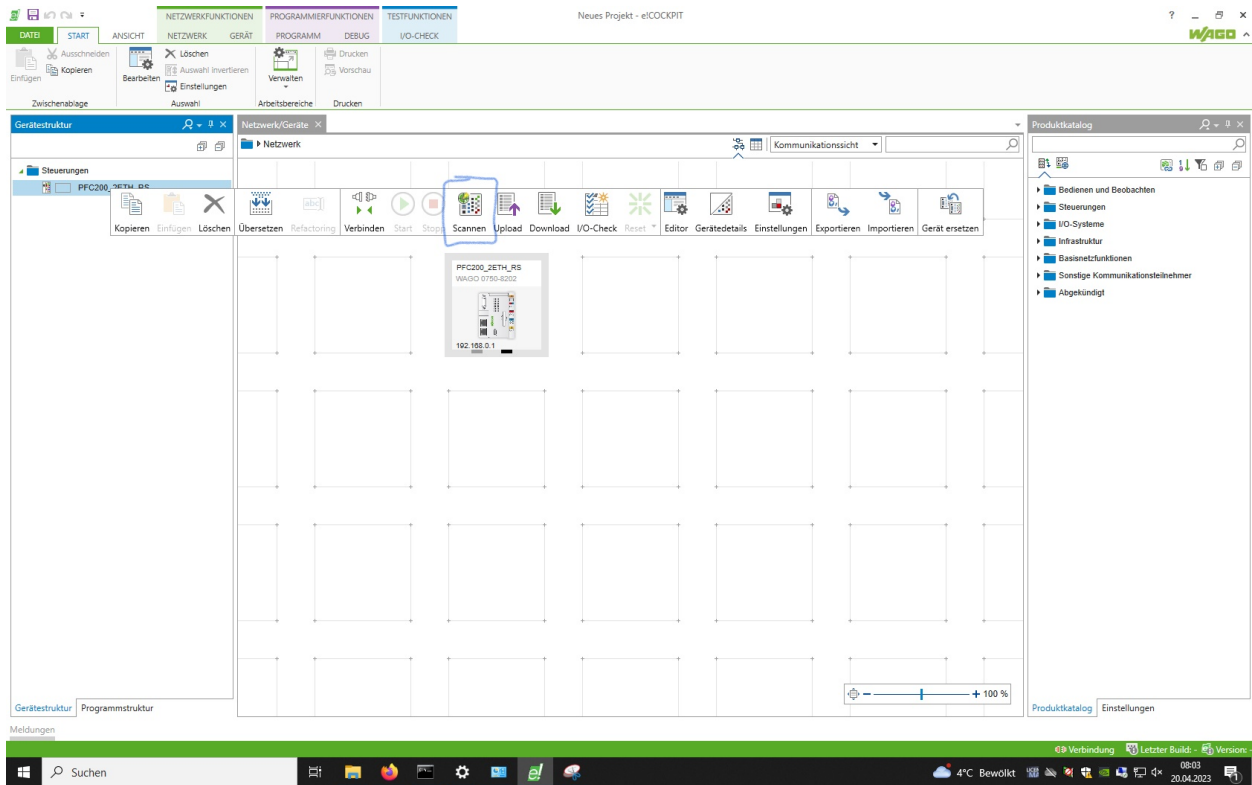 NETZWERKFUNKTIONEN PROGRAMMIERFUNKTIONEN TESTFUNKTIONEN Neues Projekt - e!COCKPIT ?
DATEI START ANSICHT NETZWERK GERÄT PROGRAMM DEBUG I/O-CHECK WAGO
Ausschneiden Löschen Drucken
Kopieren Auswahl invertieren Vorschau
Einfügen Bearbeiten Einstellungen Verwalten
Zwischenablage Auswahl Arbeitsbereiche Drucken
Gerätestruktur Netzwerk/Geräte Produktkatalog
Netzwerk Kommunikationssicht
Steuerungen
PFC200_2ETH_RS
Kopieren Einfügen Löschen Übersetzen Refactoring Verbinden Start Stopp Scannen Upload Download I/O-Check Reset Editor Gerätedetails Einstellungen Exportieren Importieren Gerät ersetzen
Bedienen und Beobachten
Steuerungen
I/O-Systeme
Infrastruktur
Basisnetzfunktionen
Sonstige Kommunikationsteilnehmer
Abgekündigt
PFC200_2ETH_RS
WAGO 0750-8202
192.168.0.1
100 %
Gerätestruktur Programmstruktur Produktkatalog Einstellungen
Meldungen
Verbindung Letzter Build: - Version: -
Suchen 4°C Bewölkt 08:03
20.04.2023